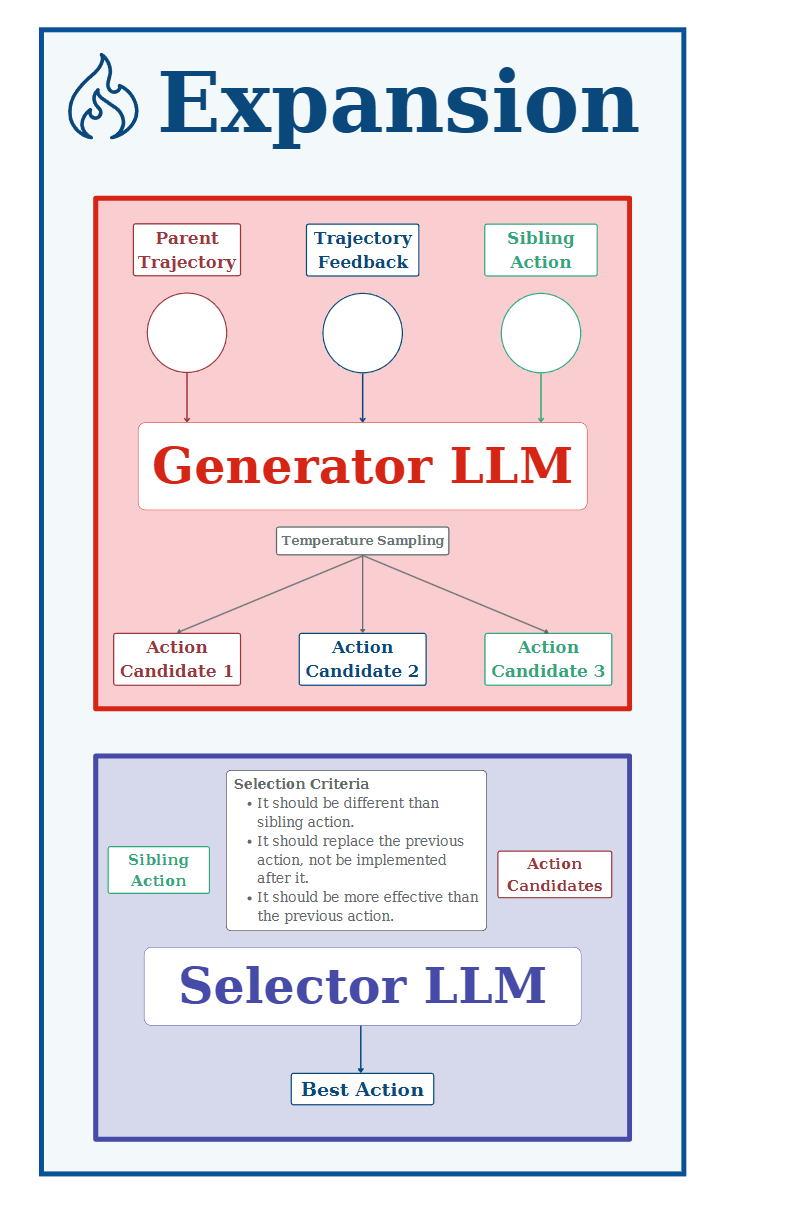 Expansion
Parent
Trajectory
Trajectory
Feedback
Sibling
Action
Generator LLM
Temperature Sampling
Action
Candidate 1
Action
Candidate 2
Action
Candidate 3
Selection Criteria
• It should be different than
sibling action.
• It should replace the previous
action, not be implemented
after it.
• It should be more effective than
the previous action.
Sibling
Action
Action
Candidates
Selector LLM
Best Action